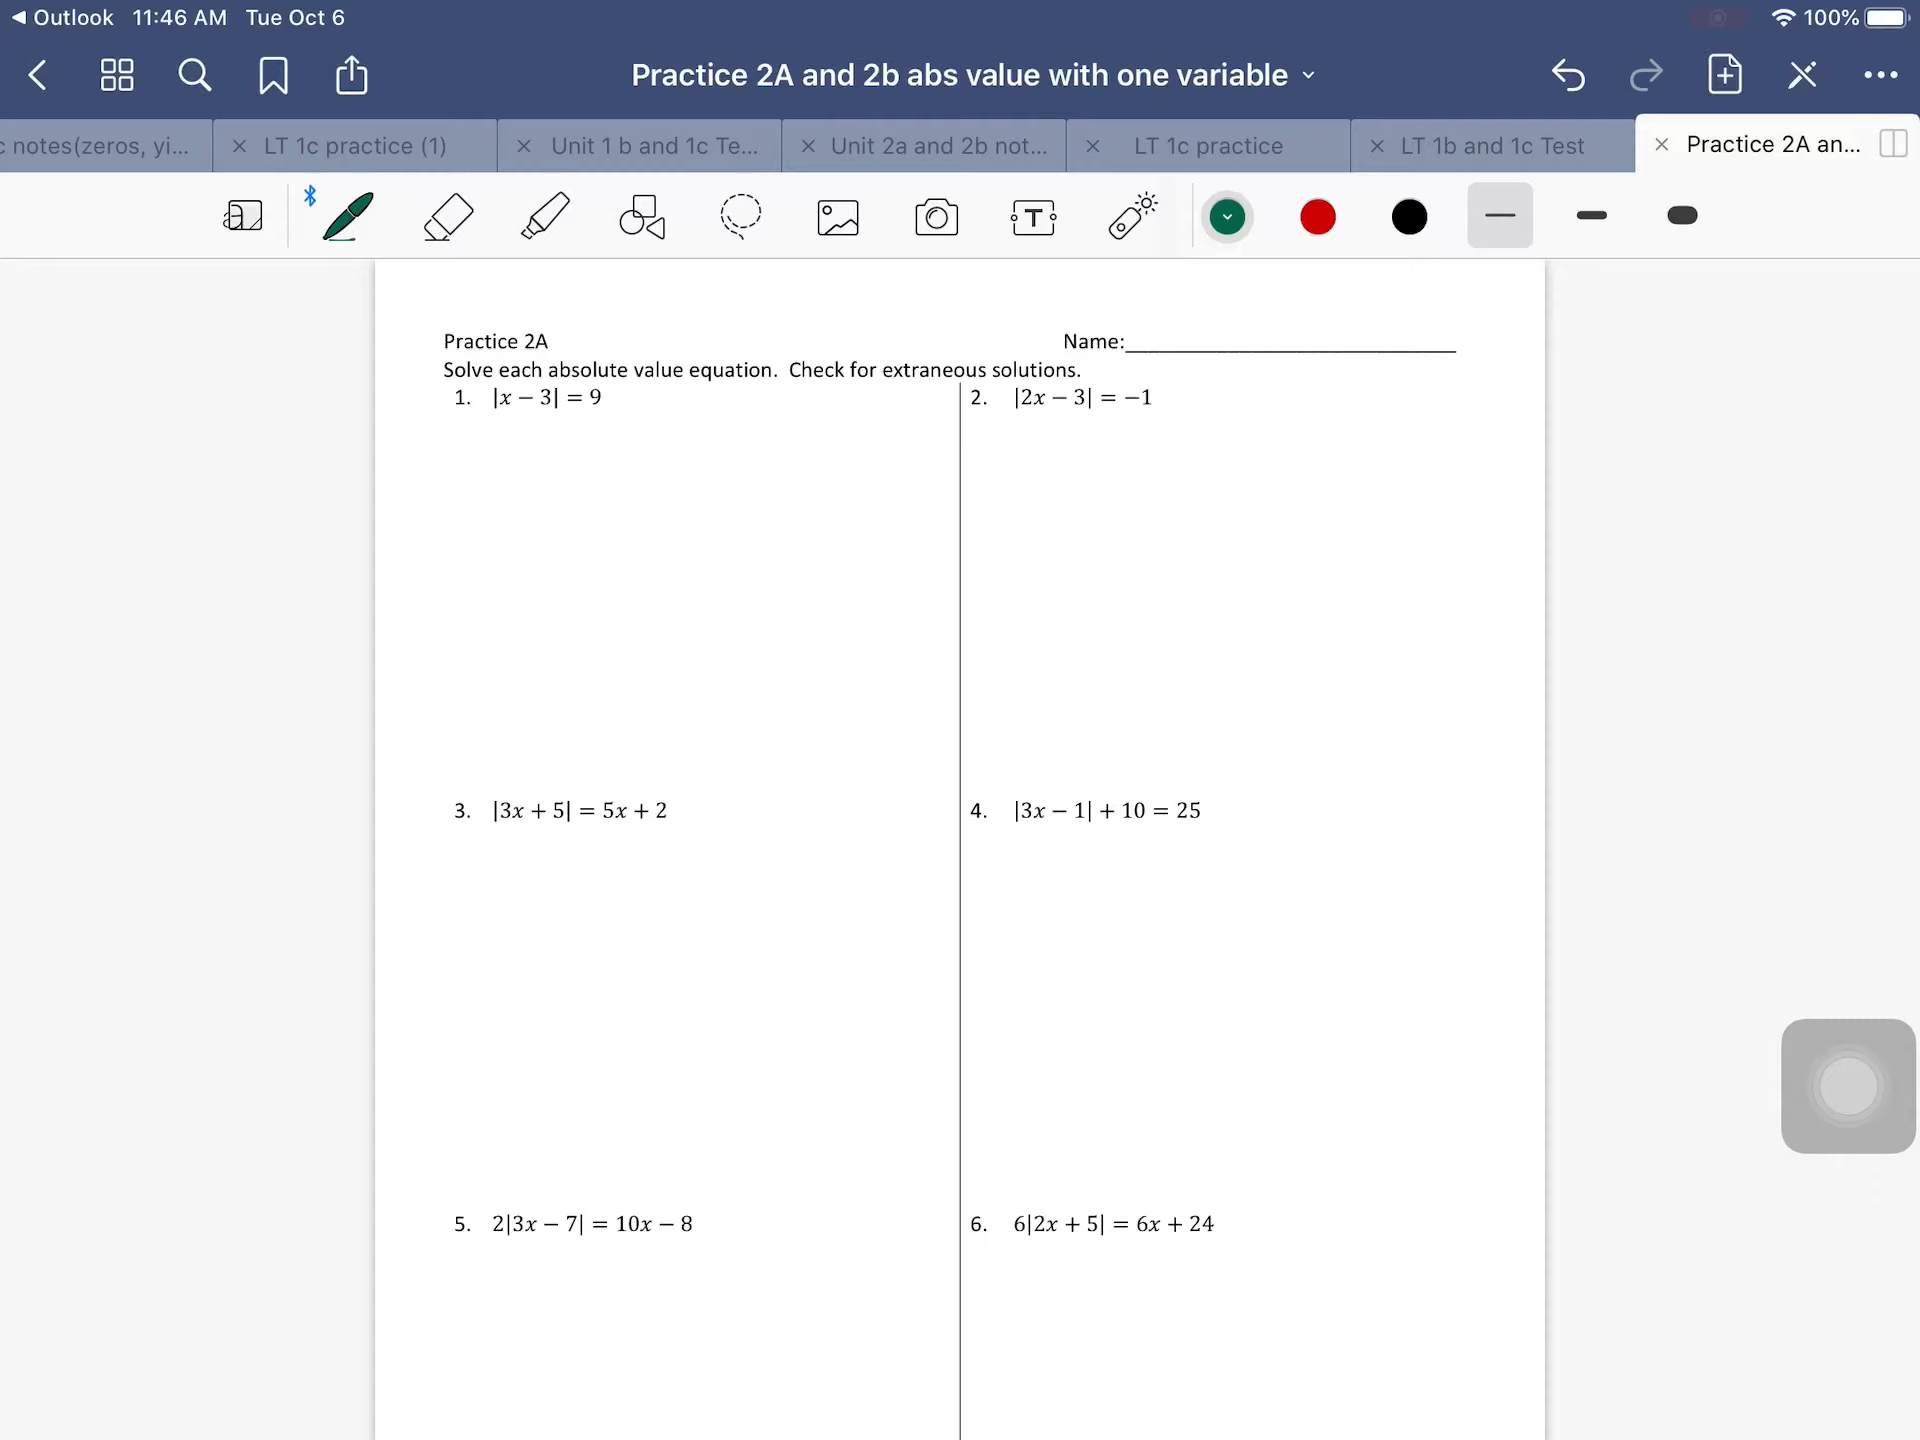 ◀ Outlook 11:46 AM Tue Oct 6 100%
Practice 2A and 2b abs value with one variable
c notes(zeros, yi... LT 1c practice (1) Unit 1 b and 1c Te... Unit 2a and 2b not... LT 1c practice LT 1b and 1c Test Practice 2A an...
Practice 2A Name:
Solve each absolute value equation. Check for extraneous solutions.
1. |x − 3| = 9
2. |2x − 3| = −1
3. |3x + 5| = 5x + 2
4. |3x − 1| + 10 = 25
5. 2|3x − 7| = 10x − 8
6. 6|2x + 5| = 6x + 24